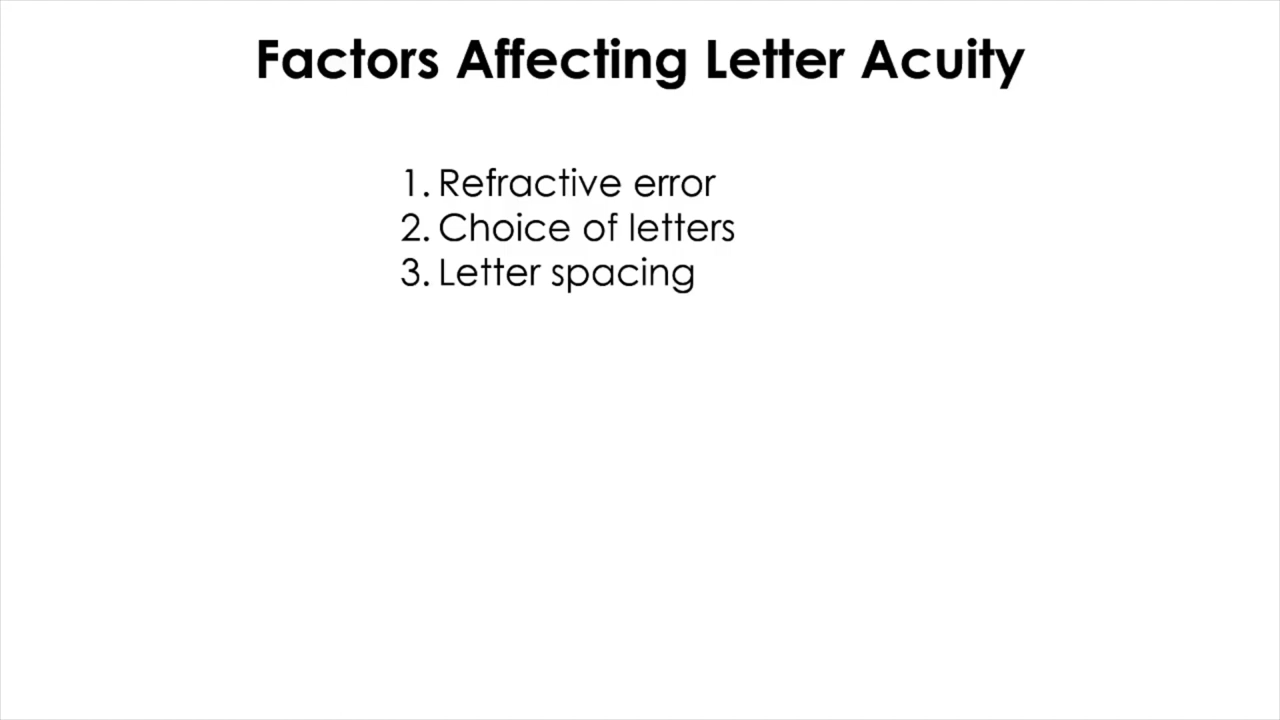 Factors Affecting Letter Acuity
1. Refractive error
2. Choice of letters
3. Letter spacing